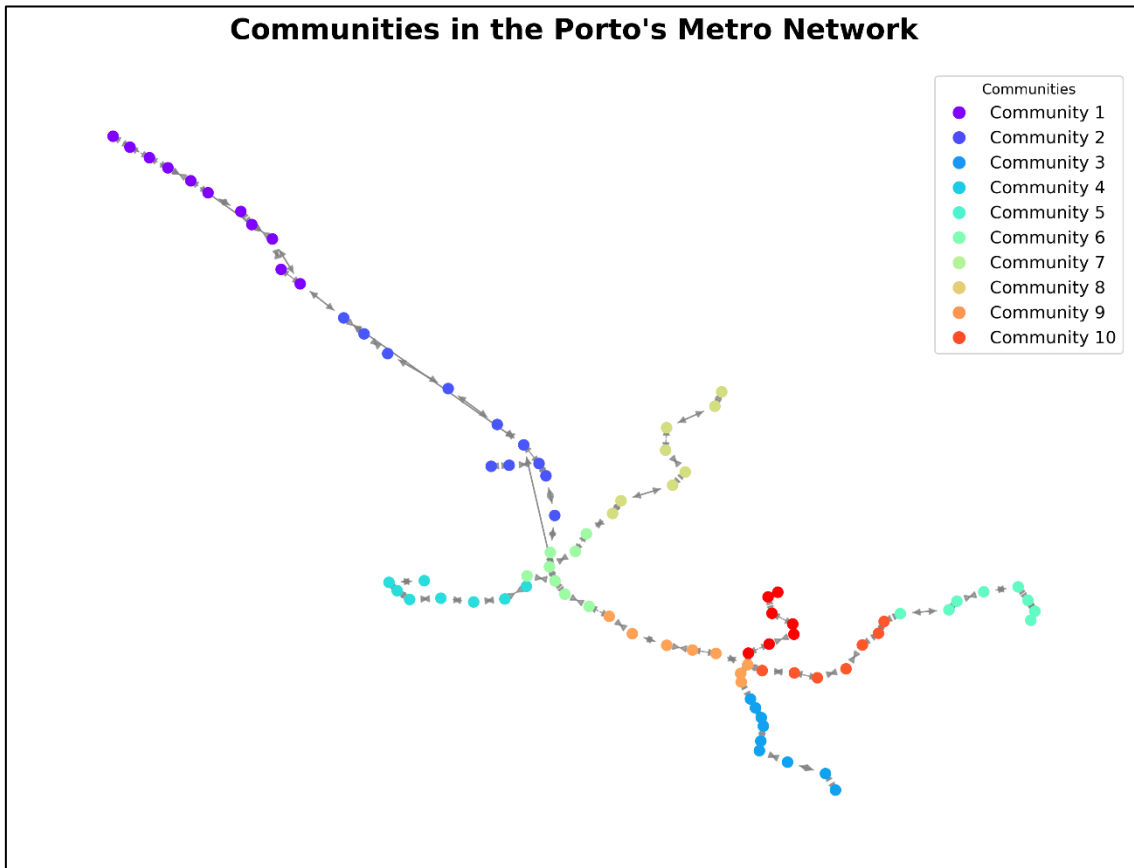 Communities in the Porto's Metro Network
Communities
Community 1
Community 2
Community 3
Community 4
Community 5
Community 6
Community 7
Community 8
Community 9
Community 10